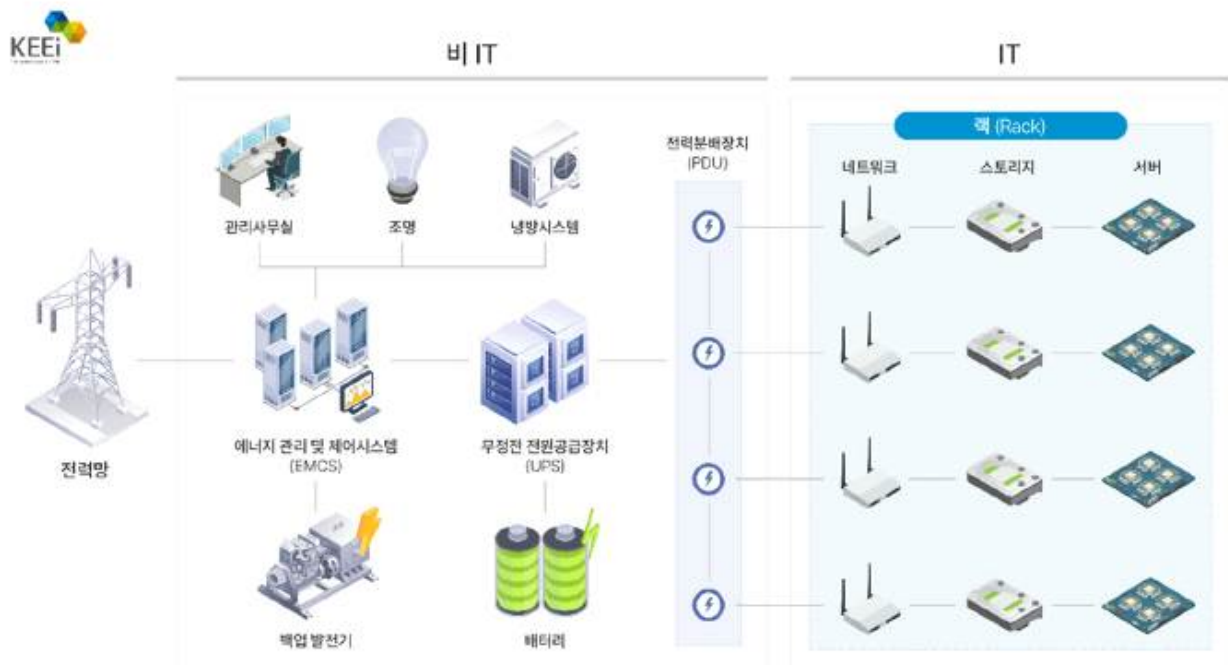 KEEi
비 IT
IT
랙 (Rack)
전력분배장치
(PDU)
네트워크
스토리지
서버
관리사무실
조명
냉방시스템
에너지 관리 및 제어시스템
(EMCS)
무정전 전원공급장치
(UPS)
전력망
백업 발전기
배터리